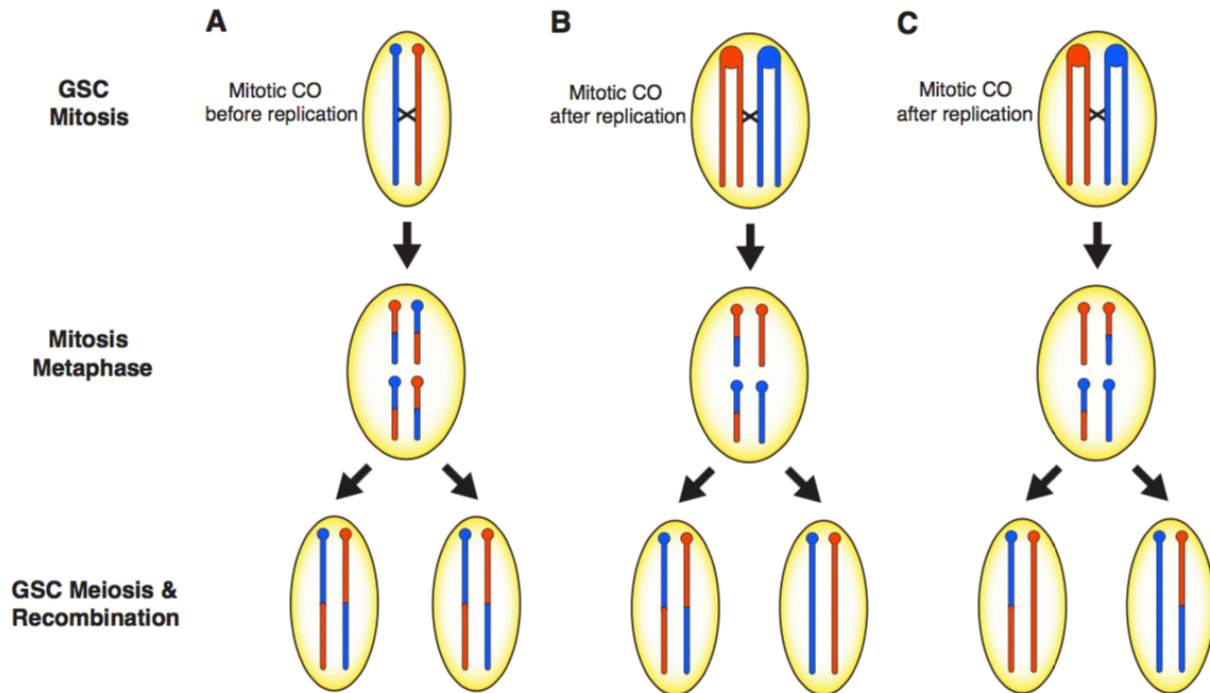 A
B
C
GSC
Mitosis
Mitotic CO
before replication
Mitotic CO
after replication
Mitotic CO
after replication
Mitosis
Metaphase
GSC Meiosis &
Recombination